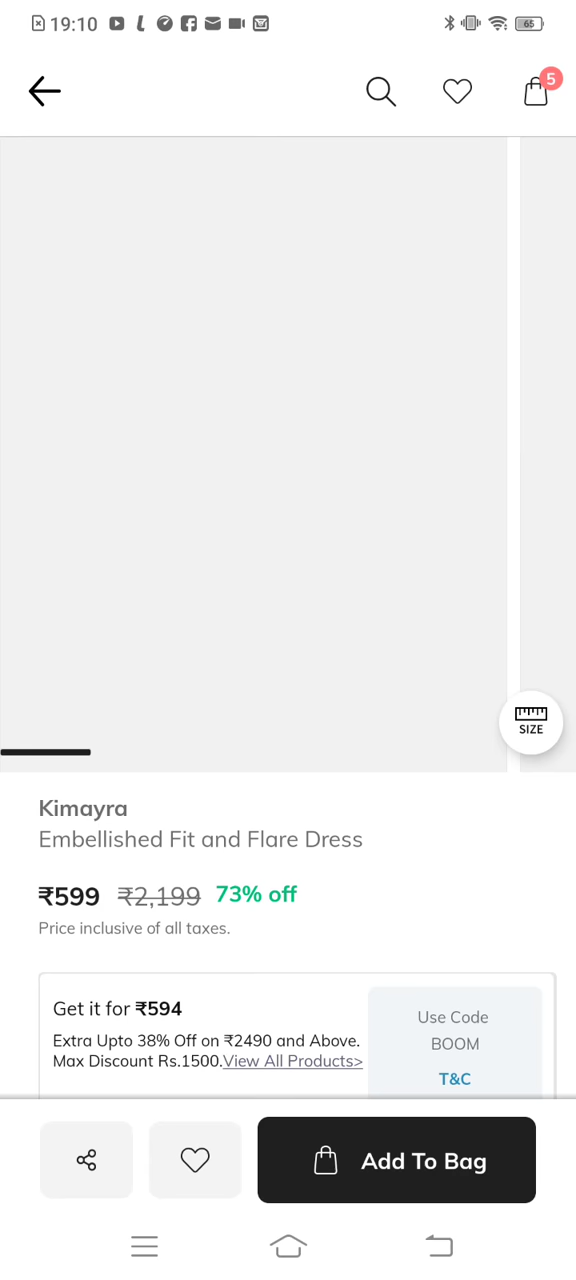 19:10
65
5
SIZE
Kimayra
Embellished Fit and Flare Dress
₹599 ₹2,199 73% off
Price inclusive of all taxes.
Get it for ₹594
Extra Upto 38% Off on ₹2490 and Above.
Max Discount Rs.1500.View All Products>
Use Code
BOOM
T&C
Add To Bag